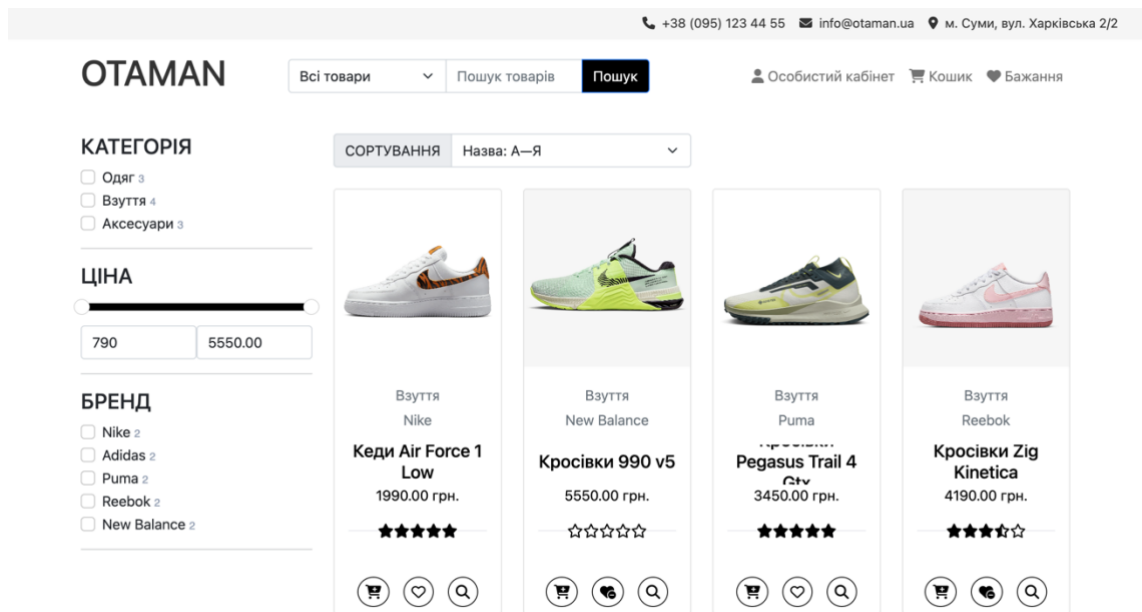 +38 (095) 123 44 55 info@otaman.ua м. Суми, вул. Харківська 2/2
OTAMAN
Всі товари
Пошук товарів
Пошук
Особистий кабінет Кошик Бажання
КАТЕГОРІЯ
Одяг 3
Взуття 4
Аксесуари 3
ЦІНА
790
5550.00
БРЕНД
Nike 2
Adidas 2
Puma 2
Reebok 2
New Balance 2
СОРТУВАННЯ Назва: А—Я
Взуття
Nike
Кеди Air Force 1
Low
1990.00 грн.
Взуття
New Balance
Кросівки 990 v5
5550.00 грн.
Взуття
Puma
Кросівки
Pegasus Trail 4
Gtx
3450.00 грн.
Взуття
Reebok
Кросівки Zig
Kinetica
4190.00 грн.